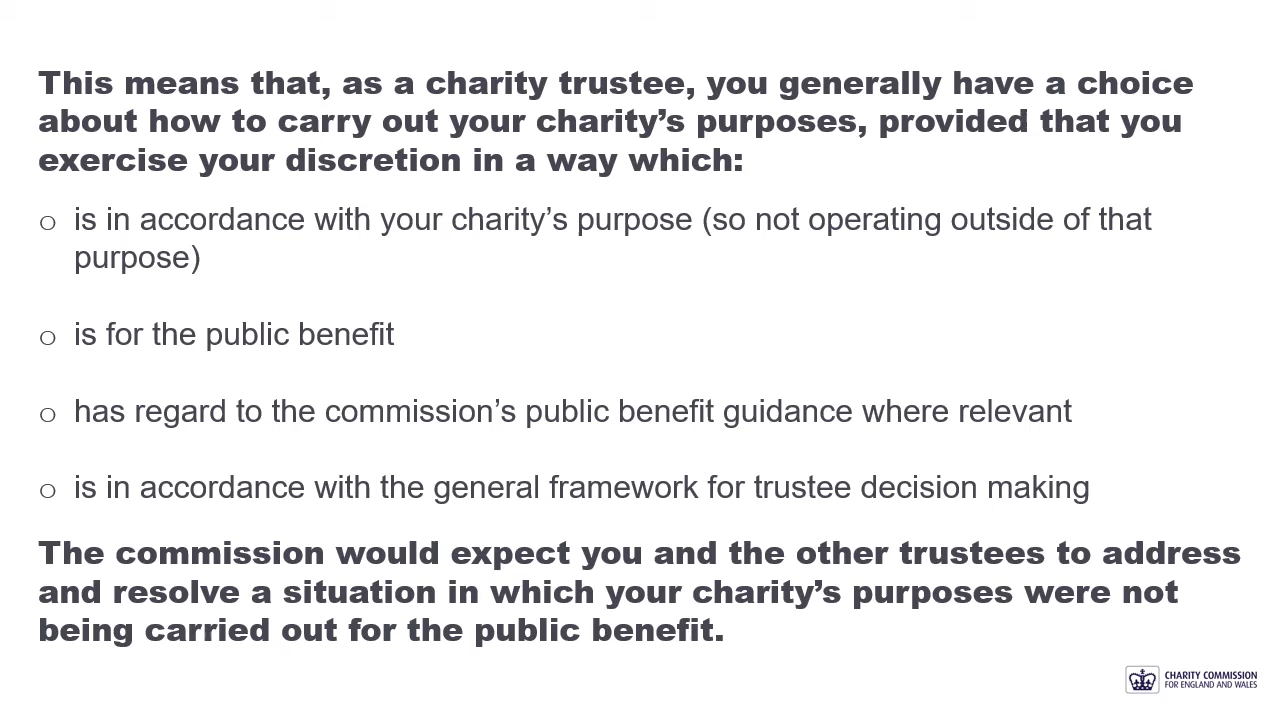 This means that, as a charity trustee, you generally have a choice
about how to carry out your charity’s purposes, provided that you
exercise your discretion in a way which:
o is in accordance with your charity’s purpose (so not operating outside of that
purpose)
o is for the public benefit
o has regard to the commission’s public benefit guidance where relevant
o is in accordance with the general framework for trustee decision making
The commission would expect you and the other trustees to address
and resolve a situation in which your charity’s purposes were not
being carried out for the public benefit.
CHARITY COMMISSION
FOR ENGLAND AND WALES